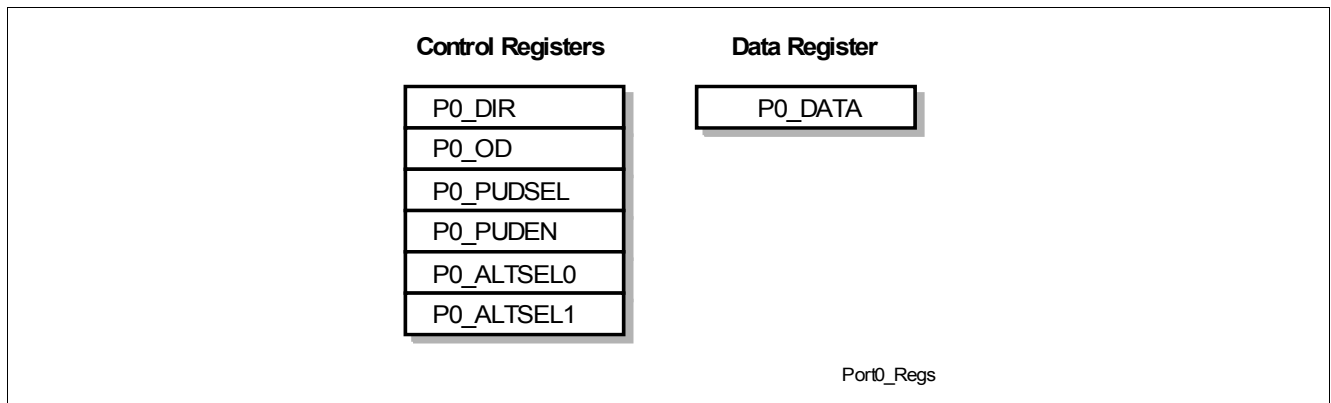 Control Registers
P0_DIR
P0_OD
P0_PUDSEL
P0_PUDEN
P0_ALTSEL0
P0_ALTSEL1
Data Register
P0_DATA
Port0_Regs